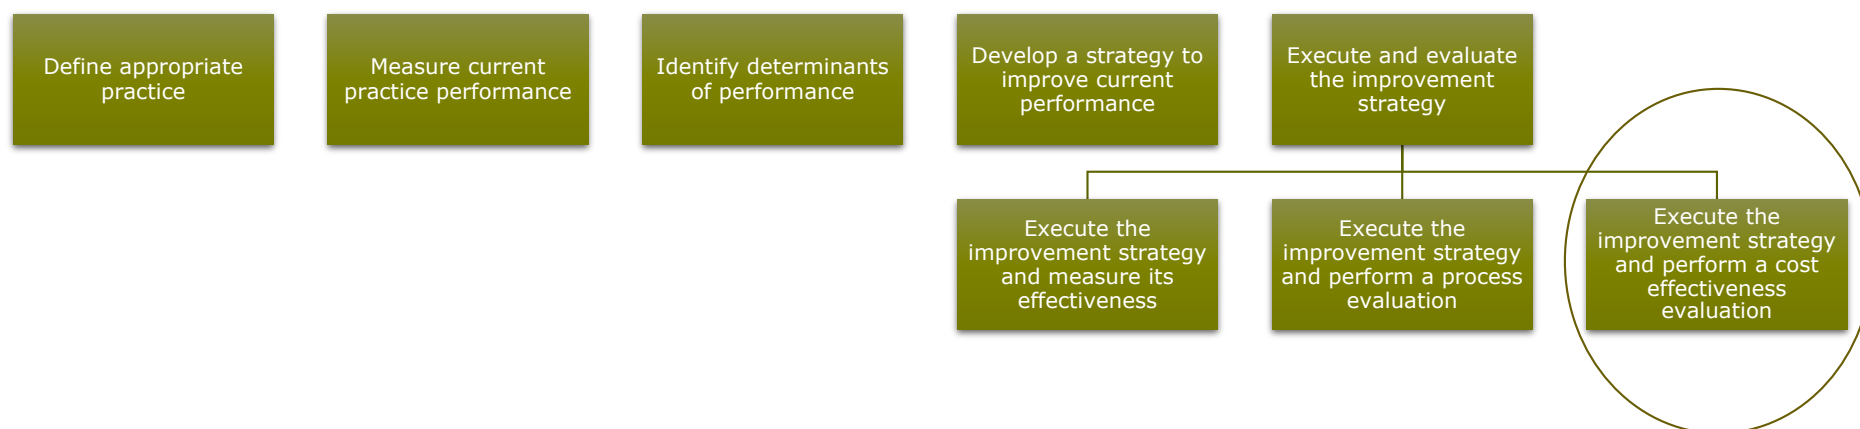 Define appropriate
practice
Measure current
practice performance
Identify determinants
of performance
Develop a strategy to
improve current
performance
Execute and evaluate
the improvement
strategy
Execute the
improvement strategy
and measure its
effectiveness
Execute the
improvement strategy
and perform a process
evaluation
Execute the
improvement strategy
and perform a cost
effectiveness
evaluation